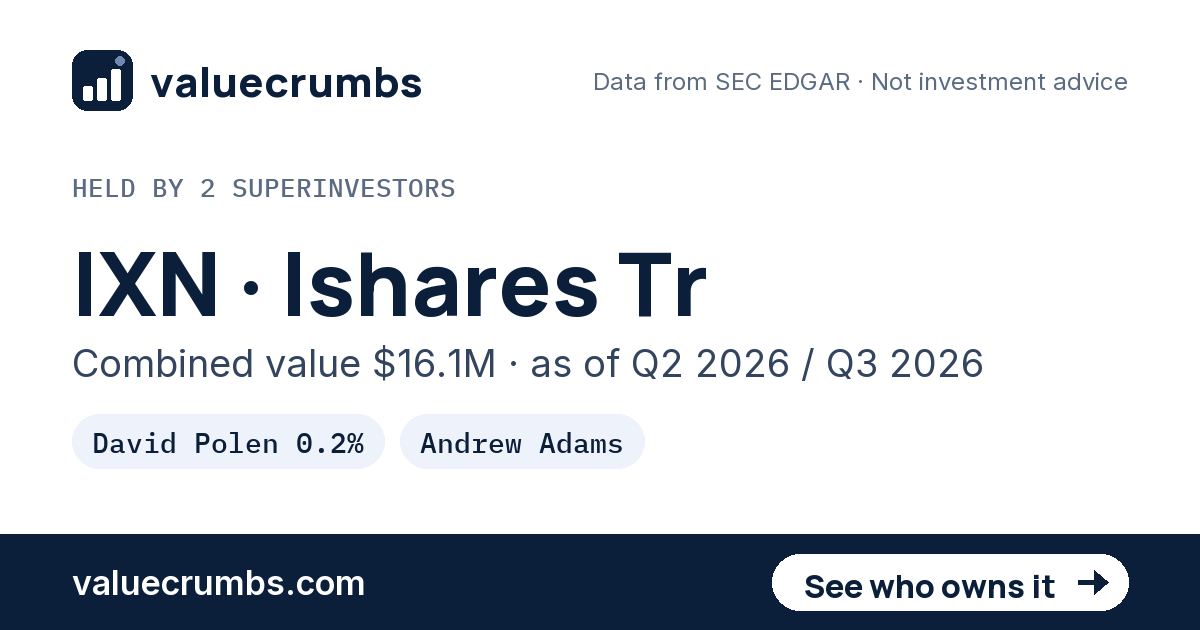 valuecrumbs
Data from SEC EDGAR · Not investment advice
HELD BY 2 SUPERINVESTORS
IXN · Ishares Tr
Combined value $16.1M · as of Q2 2026 / Q3 2026
David Polen 0.2%
Andrew Adams
valuecrumbs.com
See who owns it →